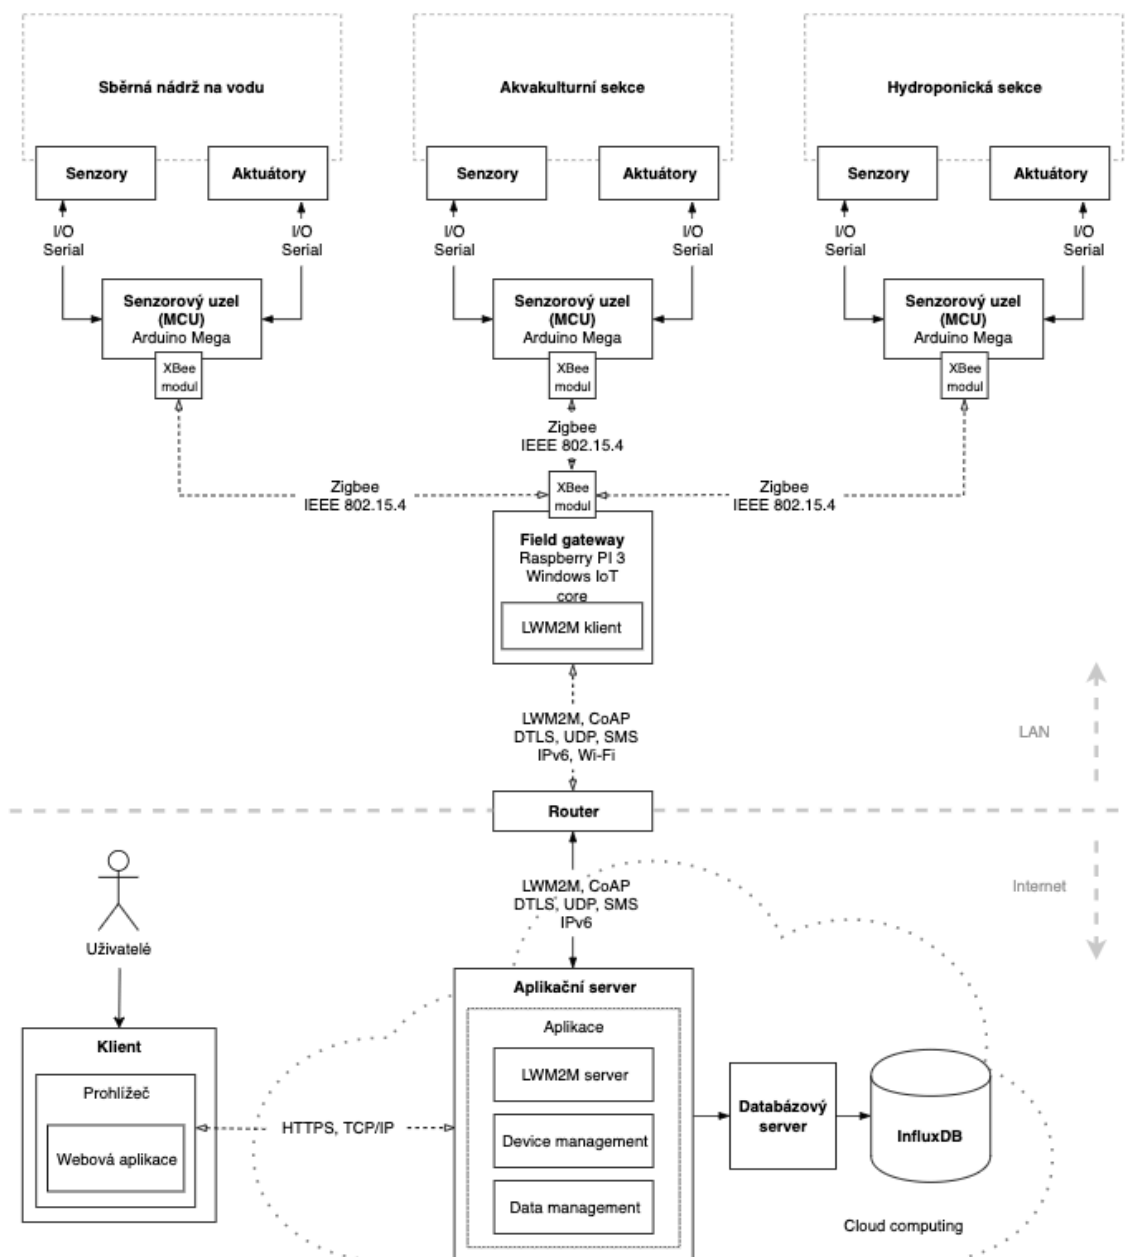 Sběrná nádrž na vodu
Akvakulturní sekce
Hydroponická sekce
Senzory
Aktuátory
Senzory
Aktuátory
Senzory
Aktuátory
I/O
Serial
I/O
Serial
I/O
Serial
I/O
Serial
I/O
Serial
I/O
Serial
Senzorový uzel
(MCU)
Arduino Mega
XBee
modul
Senzorový uzel
(MCU)
Arduino Mega
XBee
modul
Senzorový uzel
(MCU)
Arduino Mega
XBee
modul
Zigbee
IEEE 802.15.4
Zigbee
IEEE 802.15.4
XBee
modul
Zigbee
IEEE 802.15.4
Field gateway
Raspberry PI 3
Windows IoT
core
LWM2M klient
LWM2M, CoAP
DTLS, UDP, SMS
IPv6, Wi-Fi
LAN
Router
Internet
LWM2M, CoAP
DTLS, UDP, SMS
IPv6
Uživatelé
Klient
Prohlížeč
Webová aplikace
HTTPS, TCP/IP
Aplikační server
Aplikace
LWM2M server
Device management
Data management
Databázový
server
InfluxDB
Cloud computing